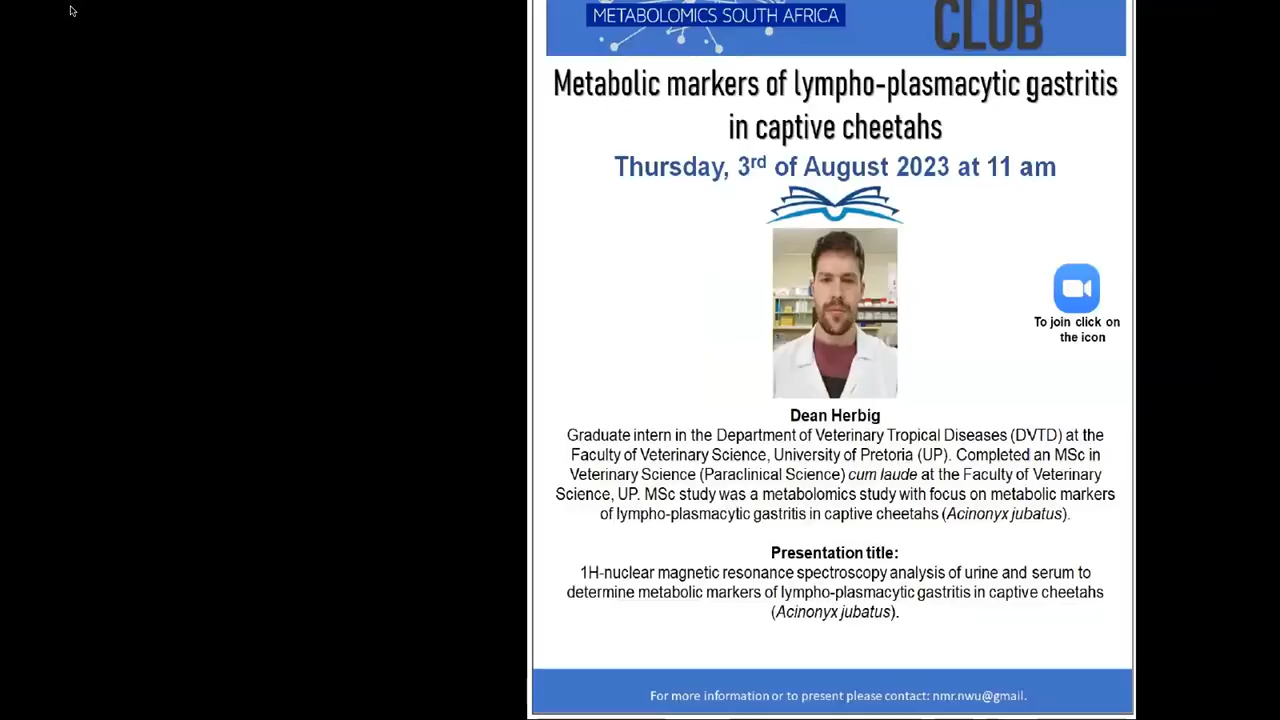 METABOLOMICS SOUTH AFRICA
CLUB
Metabolic markers of lympho-plasmacytic gastritis
in captive cheetahs
Thursday, 3rd of August 2023 at 11 am
To join click on
the icon
Dean Herbig
Graduate intern in the Department of Veterinary Tropical Diseases (DVTD) at the
Faculty of Veterinary Science, University of Pretoria (UP). Completed an MSc in
Veterinary Science (Paraclinical Science) cum laude at the Faculty of Veterinary
Science, UP. MSc study was a metabolomics study with focus on metabolic markers
of lympho-plasmacytic gastritis in captive cheetahs (Acinonyx jubatus).
Presentation title:
1H-nuclear magnetic resonance spectroscopy analysis of urine and serum to
determine metabolic markers of lympho-plasmacytic gastritis in captive cheetahs
(Acinonyx jubatus).
For more information or to present please contact: nmr.nwu@gmail.